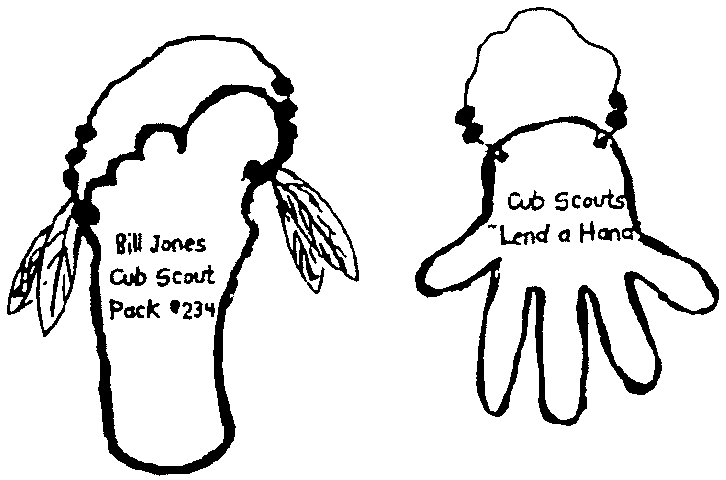 Bill Jones
Cub Scout
Pack #234
Cub Scouts
Lend a Hand